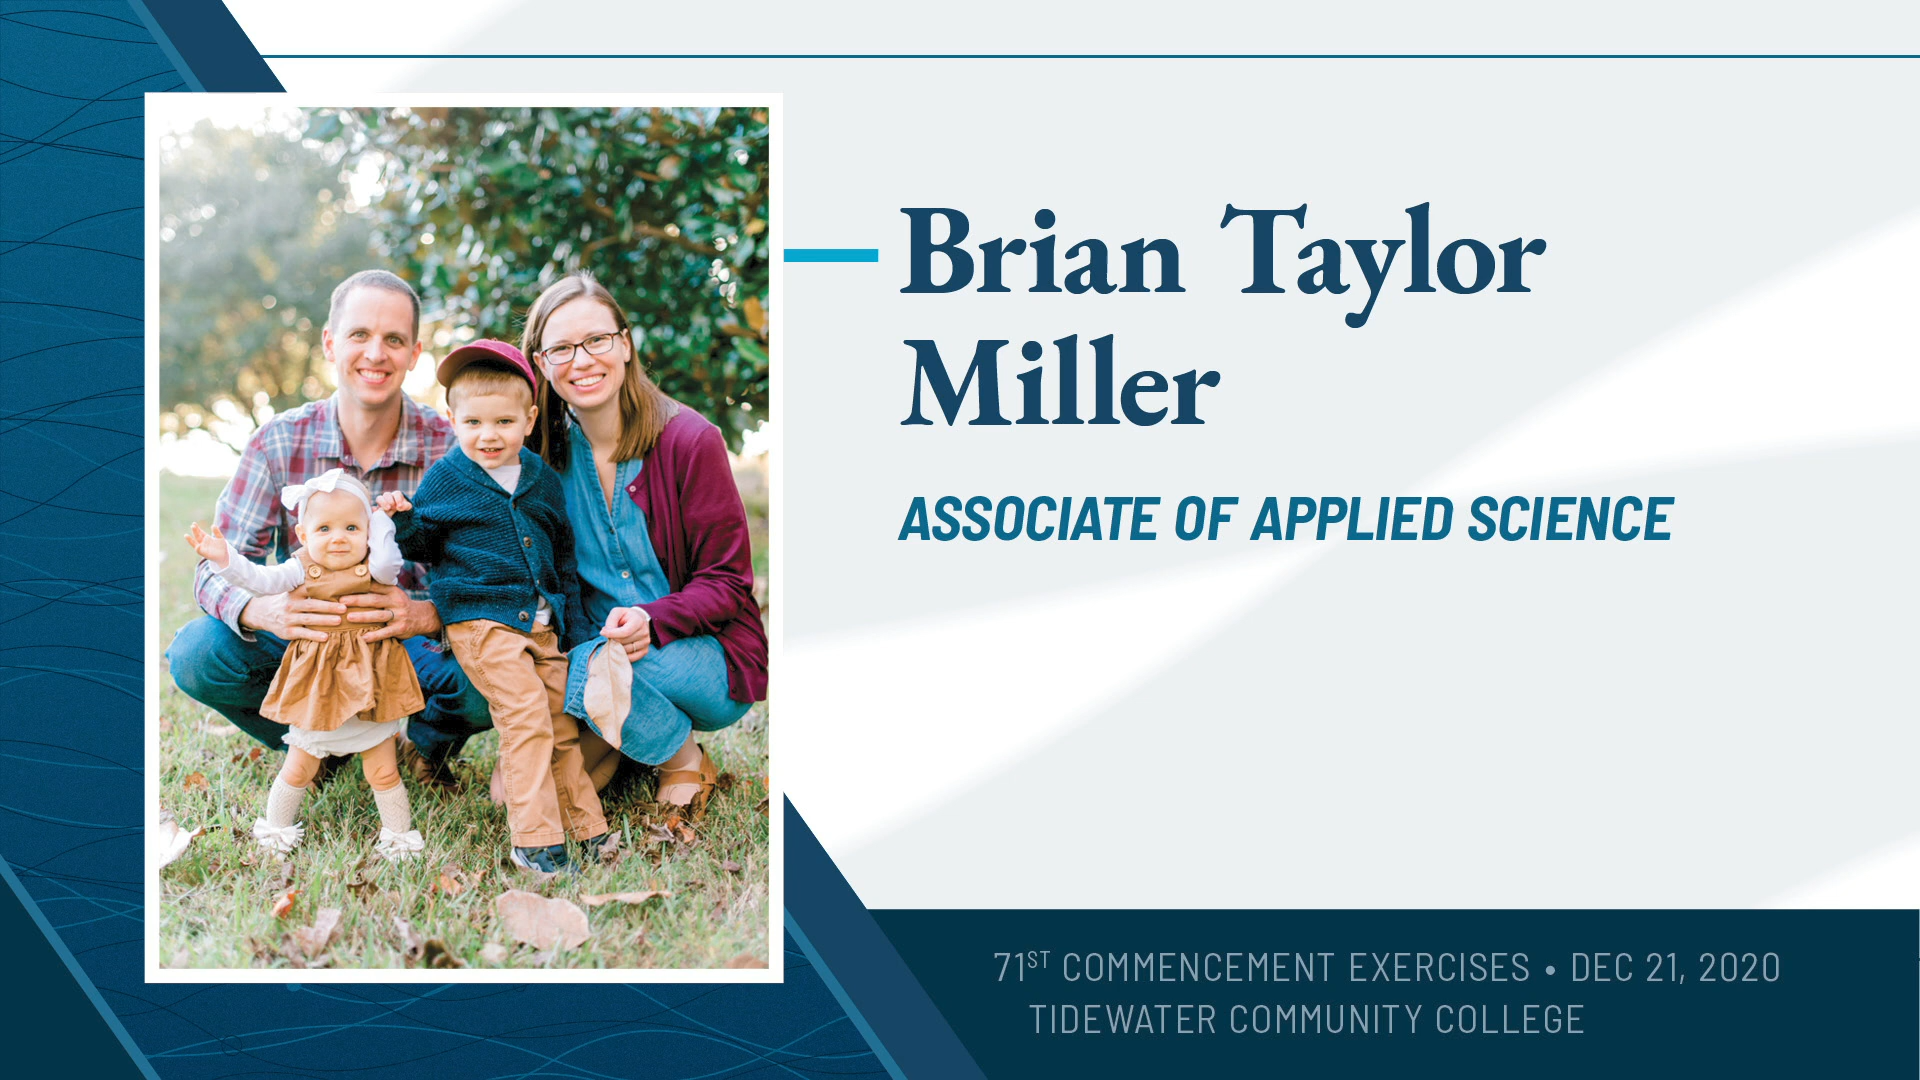 Brian Taylor
Miller
ASSOCIATE OF APPLIED SCIENCE
71ST COMMENCEMENT EXERCISES • DEC 21, 2020
TIDEWATER COMMUNITY COLLEGE